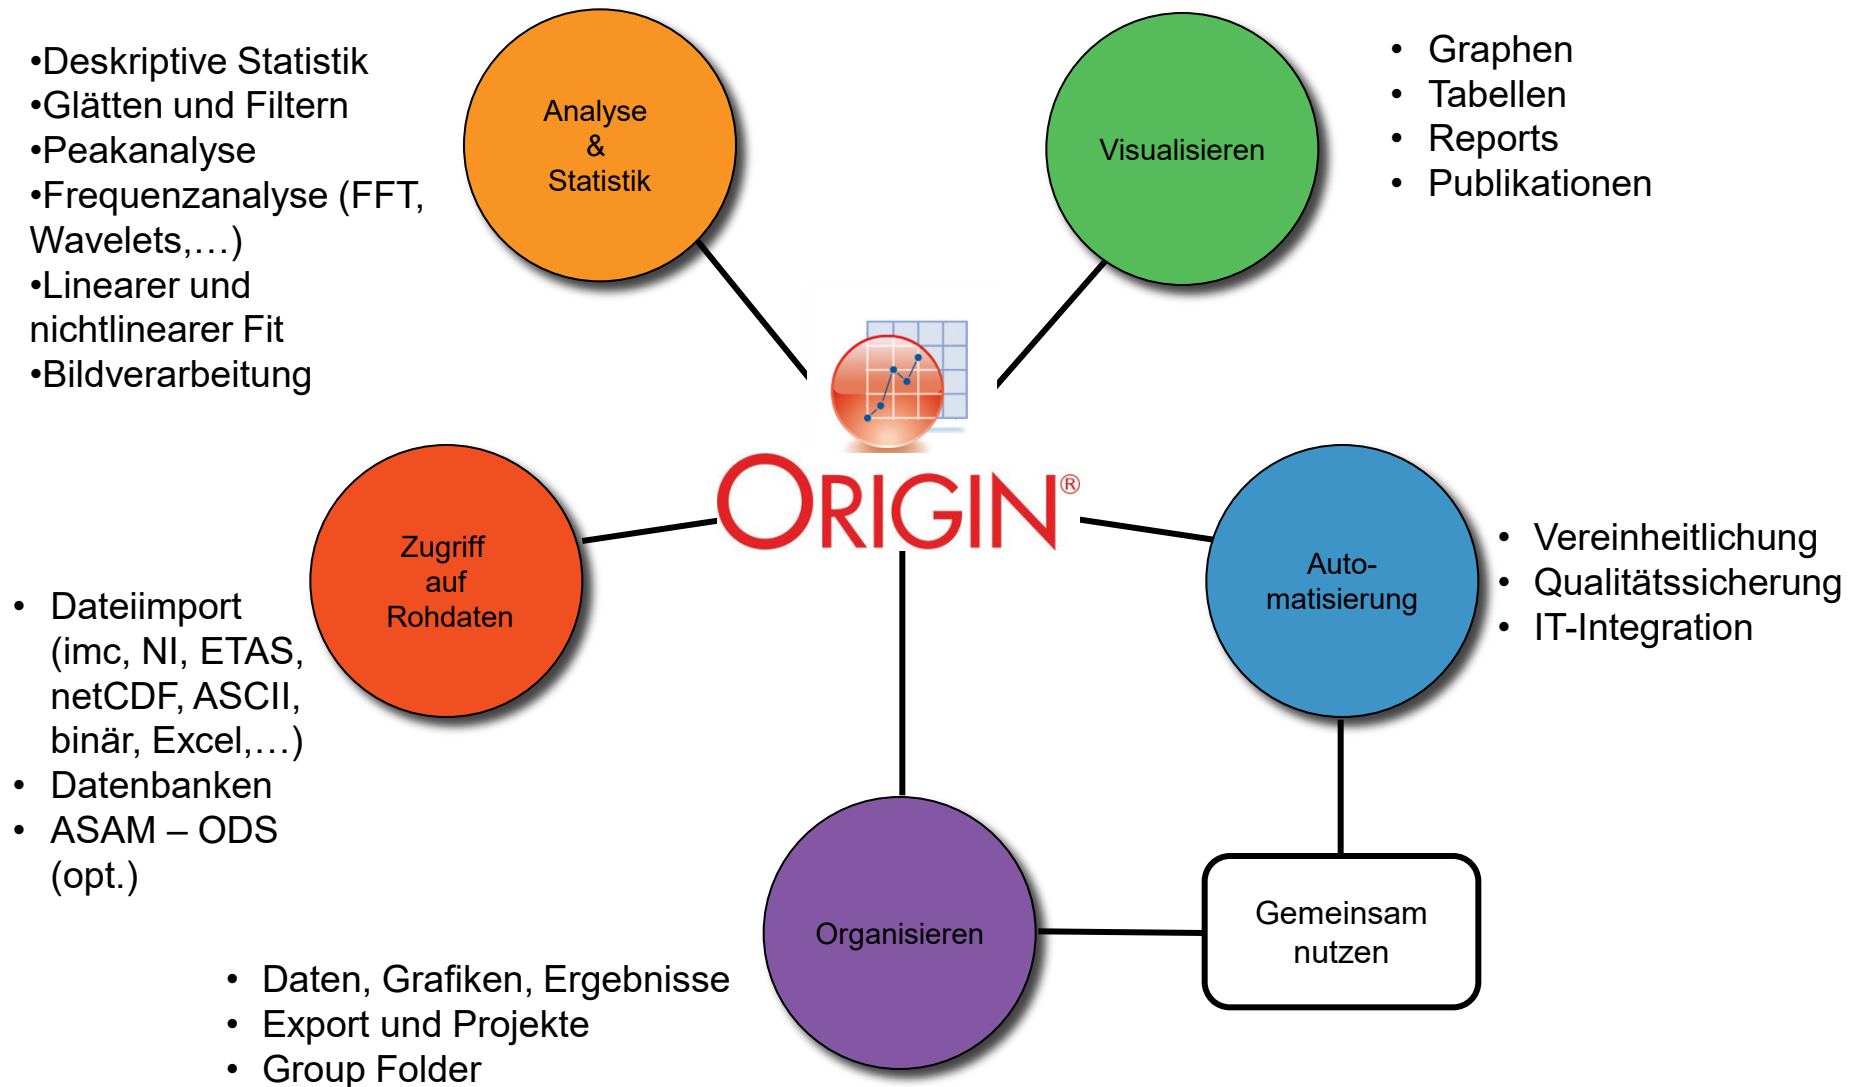 •Deskriptive Statistik
•Glätten und Filtern
•Peakanalyse
•Frequenzanalyse (FFT,
Wavelets,…)
•Linearer und
nichtlinearer Fit
•Bildverarbeitung
Analyse
&
Statistik
Visualisieren
• Graphen
• Tabellen
• Reports
• Publikationen
ORIGIN®
Zugriff
auf
Rohdaten
• Dateiimport
(imc, NI, ETAS,
netCDF, ASCII,
binär, Excel,…)
• Datenbanken
• ASAM – ODS
(opt.)
Auto-
matisierung
• Vereinheitlichung
• Qualitätssicherung
• IT-Integration
Organisieren
Gemeinsam
nutzen
• Daten, Grafiken, Ergebnisse
• Export und Projekte
• Group Folder